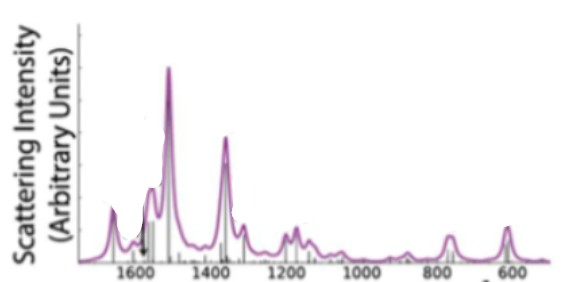 Scattering Intensity
(Arbitrary Units)
1600 1400 1200 1000 800 600